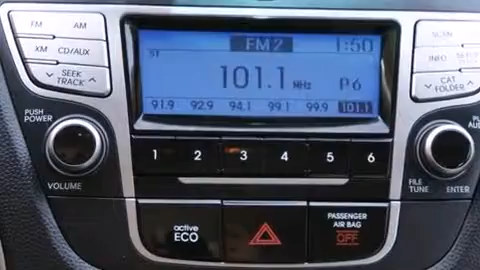 FM AM
FM2 1:50
SCAN
ST
XM CD/AUX
INFO
101.1 MHz P6
SEEK
TRACK
CAT
FOLDER
91.9 92.9 94.1 99.1 99.9 101.1
PUSH
POWER
1 2 3 4 5 6
VOLUME
FILE
TUNE
ENTER
active
ECO
PASSENGER
AIR BAG
OFF